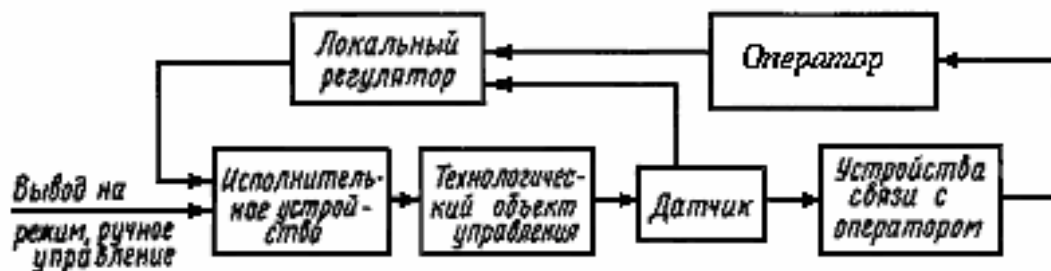 Локальный
регулятор
Оператор
Вывод на
режим, ручное
управление
Исполнитель-
ное устрой-
ство
Технологичес-
кий объект
управления
Датчик
Устройства
связи с
оператором